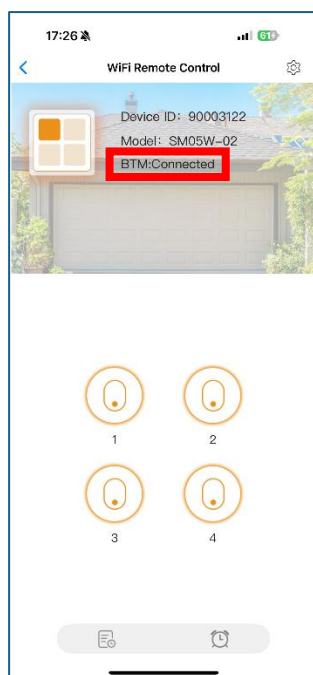 17:26
61
WiFi Remote Control
Device ID: 90003122
Model: SM05W-02
BTM:Connected
1
2
3
4